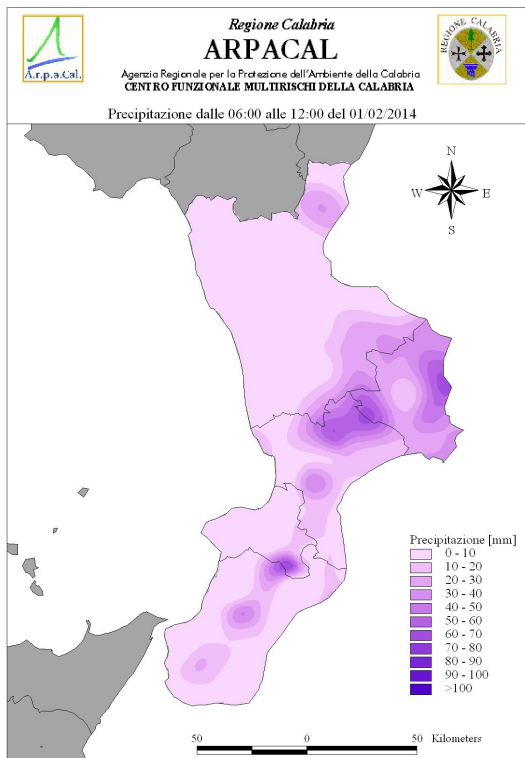 Regione Calabria
ARPACAL
Agenzia Regionale per la Protezione dell'Ambiente della Calabria
CENTRO FUNZIONALE MULTIRISCHI DELLA CALABRIA
A.r.p.a.Cal.
REGIONE CALABRIA
Precipitazione dalle 06:00 alle 12:00 del 01/02/2014
N
W E
S
Precipitazione [mm]
0 - 10
10 - 20
20 - 30
30 - 40
40 - 50
50 - 60
60 - 70
70 - 80
80 - 90
90 - 100
>100
50 0 50 Kilometers